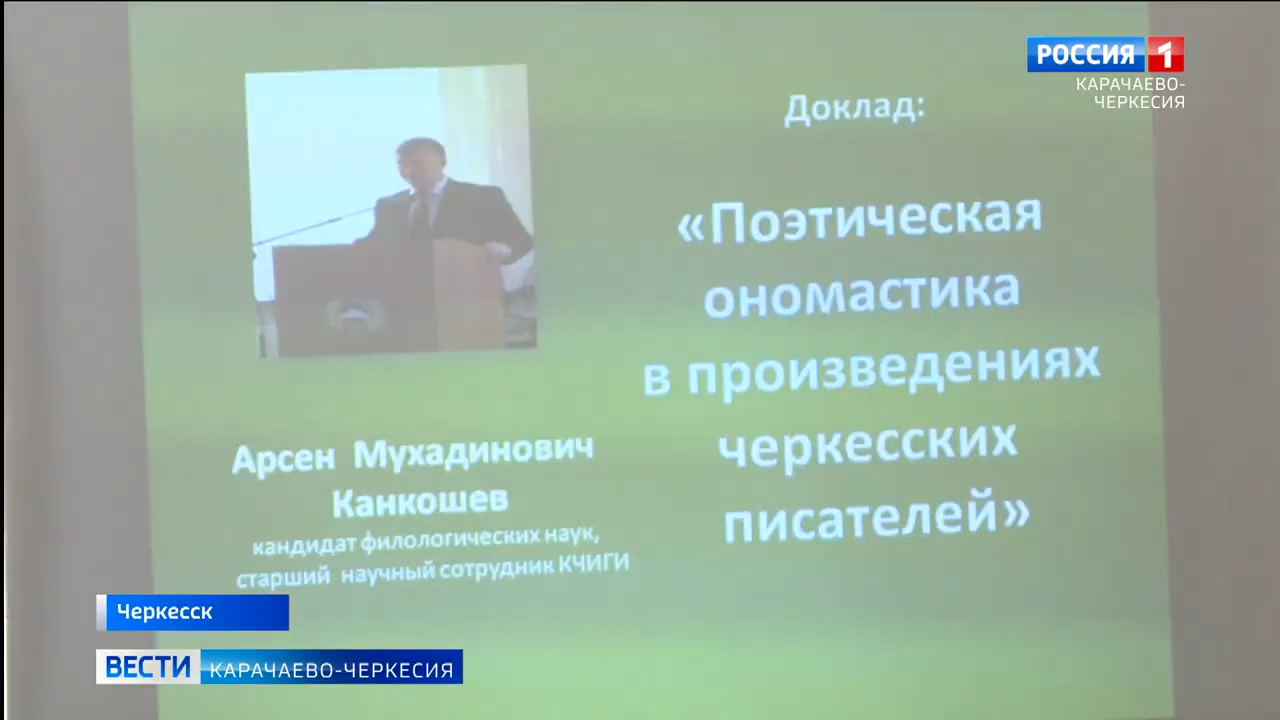 РОССИЯ 1
КАРАЧАЕВО-
ЧЕРКЕСИЯ
Доклад:
«Поэтическая
ономастика
в произведениях
черкесских
писателей»
Арсен Мухадинович
Канкошев
кандидат филологических наук,
старший научный сотрудник КЧИГИ
Черкесск
ВЕСТИ КАРАЧАЕВО-ЧЕРКЕСИЯ